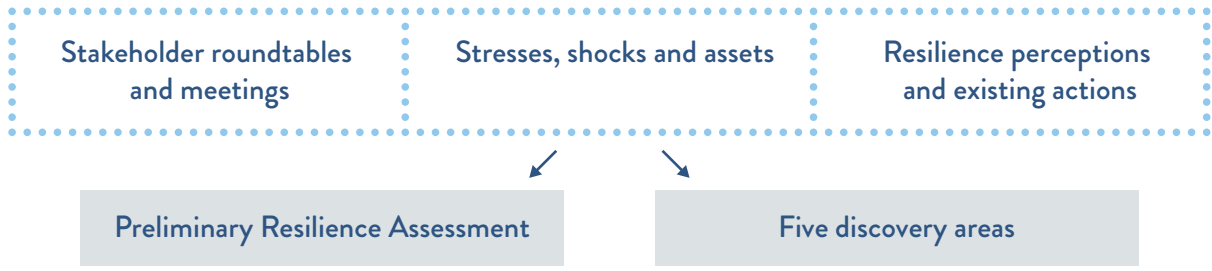 Stakeholder roundtables
and meetings
Stresses, shocks and assets
Resilience perceptions
and existing actions
Preliminary Resilience Assessment
Five discovery areas